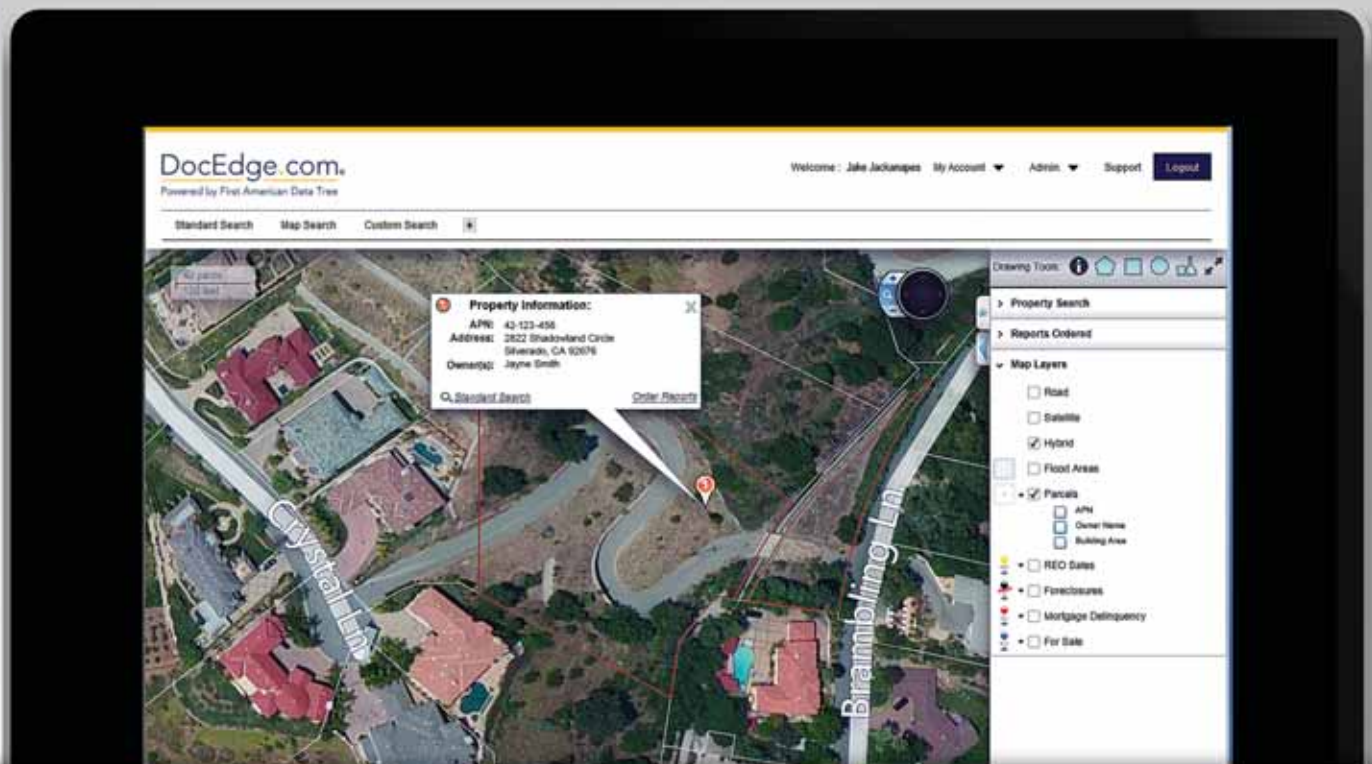 DocEdge.com.
Powered by First American Data Tree
Welcome : Jake Jackanapes My Account Admin. Support Logout
Standard Search Map Search Custom Search +
Drawing Tools:
Property Information:
APN: 42-123-456
Address: 2822 Shadowland Circle
Silverado, CA 92676
Owner(s): Jayne Smith
Standard Search Order Reports
Crystal Ln
Brambling Ln
Property Search
Reports Ordered
Map Layers
Road
Satellite
Hybrid
Flood Areas
Parcels
APN
Owner Name
Building Area
REO Sales
Foreclosures
Mortgage Delinquency
For Sale